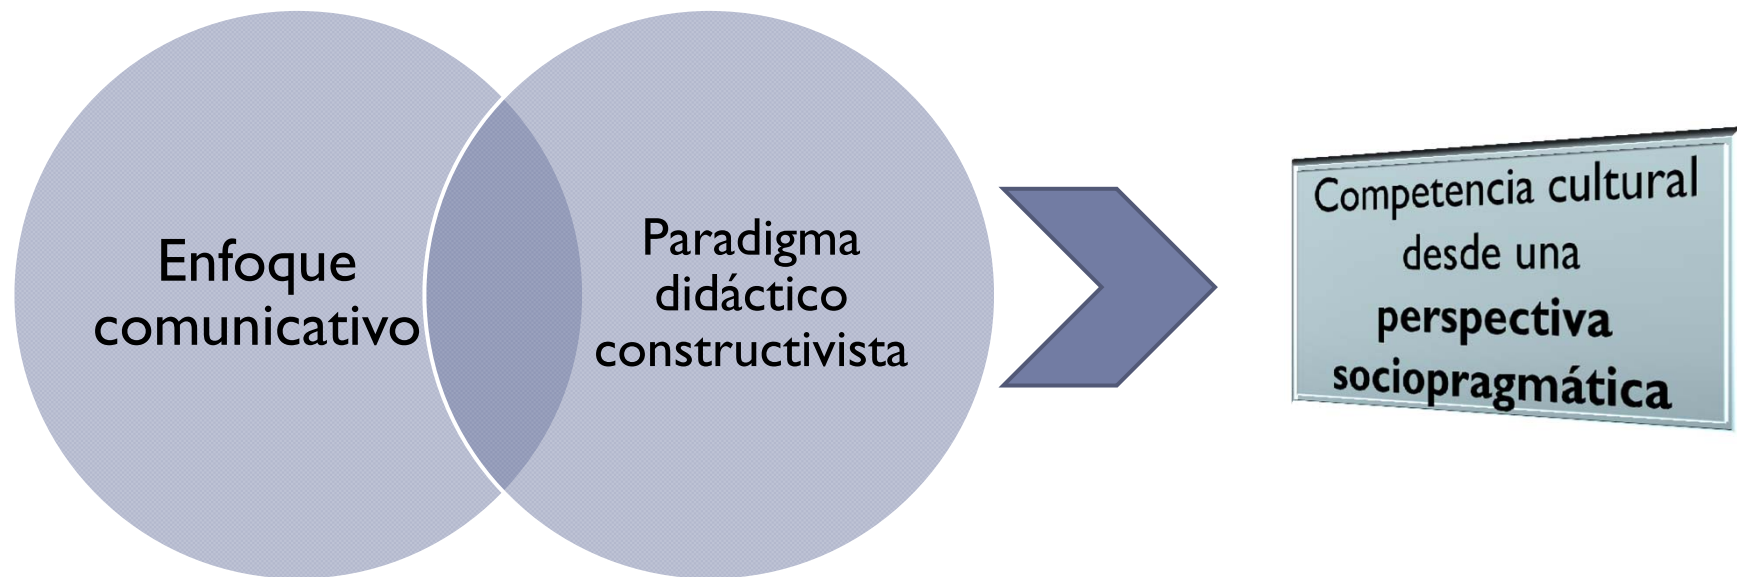 Enfoque
comunicativo
Paradigma
didáctico
constructivista
Competencia cultural
desde una
perspectiva
sociopragmática